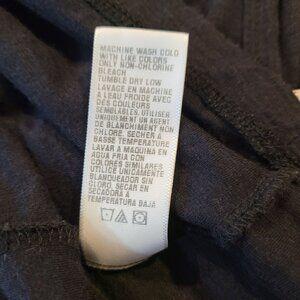 MACHINE WASH COLD
WITH LIKE COLORS
ONLY NON-CHLORINE
BLEACH
TUMBLE DRY LOW
LAVAGE EN MACHINE
A L'EAU FROIDE AVEC
DES COULEURS
SEMBLABLES. UTILISER
UNIQUEMENT UN AGENT
DE BLANCHIMENT NON
CHLORE. SECHER A
BASSE TEMPERATURE
LAVAR A MAQUINA EN
AGUA FRIA CON
COLORES SIMILARES
UTILICE UNICAMENTE
BLANQUEADOR SIN
CLORO. SECAR EN
SECADORA A
TEMPERATURA BAJA